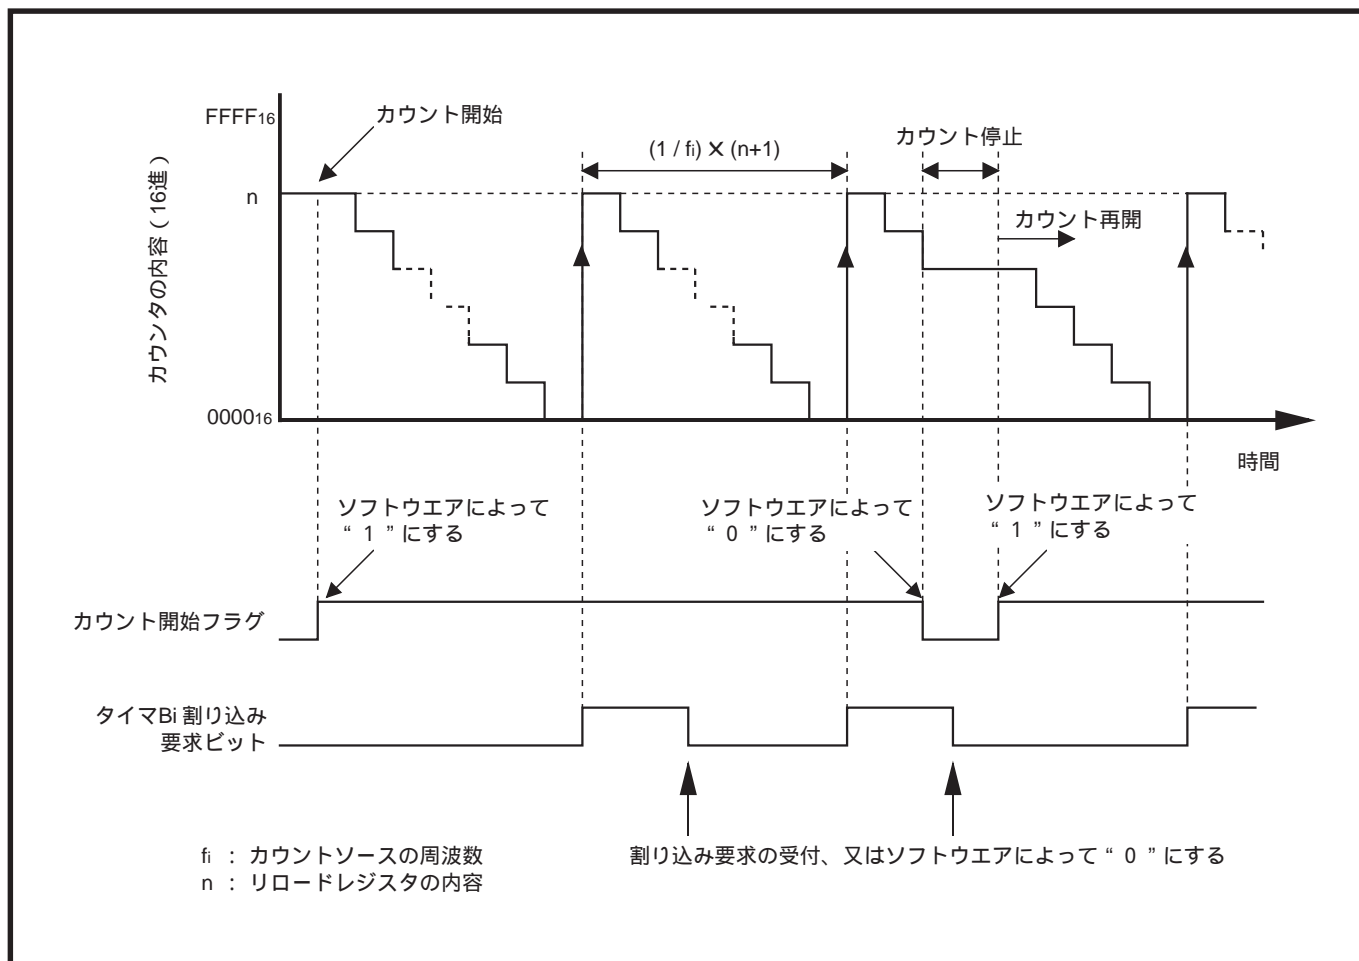 FFFF16
カウント開始
(1 / fi) × (n+1)
カウント停止
n
カウント再開
カウンタの内容（16進）
000016
時間
ソフトウエアによって
“ 1 ”にする
ソフトウエアによって
“ 0 ”にする
ソフトウエアによって
“ 1 ”にする
カウント開始フラグ
タイマBi 割り込み
要求ビット
fi ： カウントソースの周波数
n ： リロードレジスタの内容
割り込み要求の受付、又はソフトウエアによって“ 0 ”にする